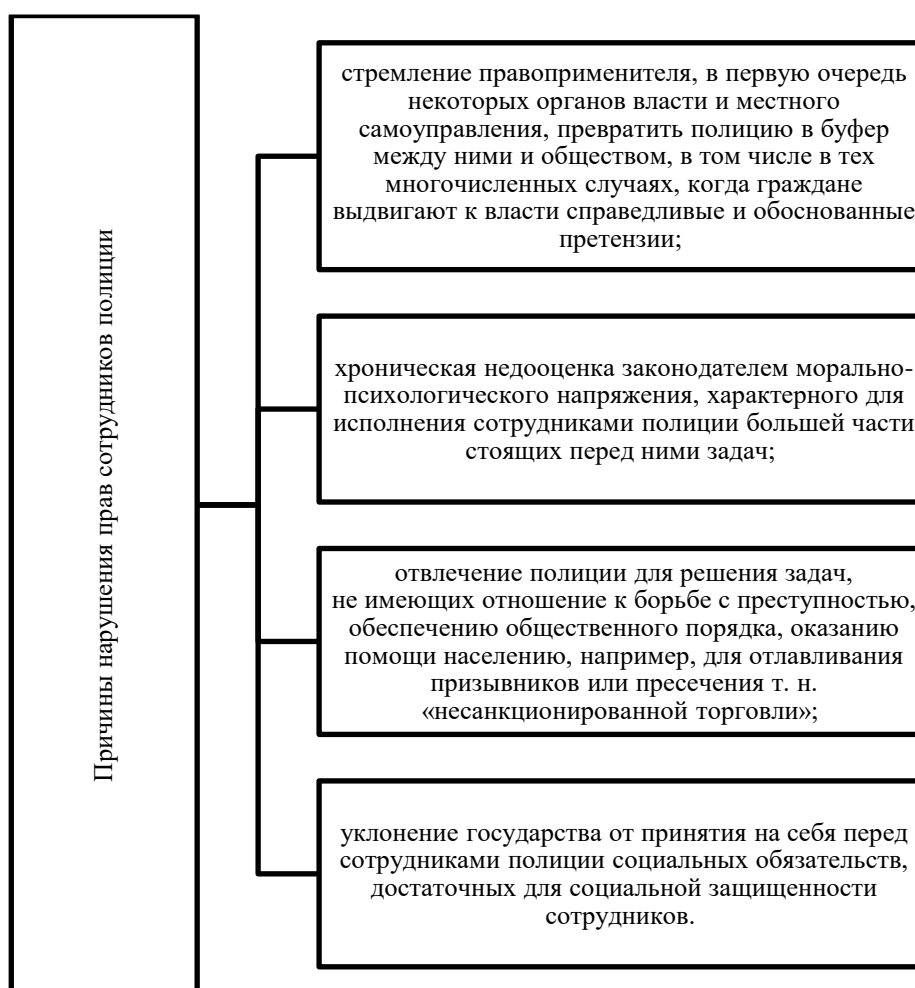 Причины нарушения прав сотрудников полиции
стремление правоприменителя, в первую очередь
некоторых органов власти и местного
самоуправления, превратить полицию в буфер
между ними и обществом, в том числе в тех
многочисленных случаях, когда граждане
выдвигают к власти справедливые и обоснованные
претензии;
хроническая недооценка законодателем морально-
психологического напряжения, характерного для
исполнения сотрудниками полиции большей части
стоящих перед ними задач;
отвлечение полиции для решения задач,
не имеющих отношение к борьбе с преступностью,
обеспечению общественного порядка, оказанию
помощи населению, например, для отлавливания
призывников или пресечения т. н.
«несанкционированной торговли»;
уклонение государства от принятия на себя перед
сотрудниками полиции социальных обязательств,
достаточных для социальной защищенности
сотрудников.